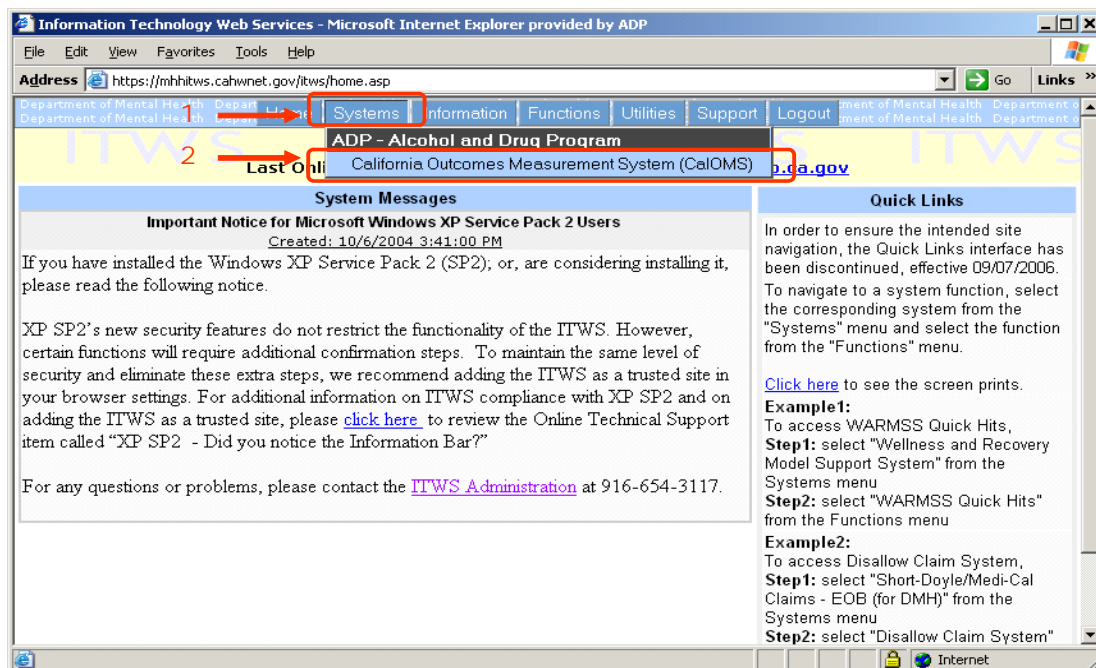 Information Technology Web Services - Microsoft Internet Explorer provided by ADP
File Edit View Favorites Tools Help
Address https://mhhitws.cahwnet.gov/itws/home.asp Go Links »
Department of Mental Health Depart
Department of Mental Health Depart
1
Systems Information Functions Utilities Support Logout
ADP - Alcohol and Drug Program
2
California Outcomes Measurement System (CalOMS)
ITWS
Last Onli
.ca.gov
System Messages
Important Notice for Microsoft Windows XP Service Pack 2 Users
Created: 10/6/2004 3:41:00 PM
If you have installed the Windows XP Service Pack 2 (SP2); or, are considering installing it,
please read the following notice.
XP SP2's new security features do not restrict the functionality of the ITWS. However,
certain functions will require additional confirmation steps. To maintain the same level of
security and eliminate these extra steps, we recommend adding the ITWS as a trusted site in
your browser settings. For additional information on ITWS compliance with XP SP2 and on
adding the ITWS as a trusted site, please click here to review the Online Technical Support
item called “XP SP2 - Did you notice the Information Bar?”
For any questions or problems, please contact the ITWS Administration at 916-654-3117.
Quick Links
In order to ensure the intended site
navigation, the Quick Links interface has
been discontinued, effective 09/07/2006.
To navigate to a system function, select
the corresponding system from the
"Systems" menu and select the function
from the "Functions" menu.
Click here to see the screen prints.
Example1:
To access WARMSS Quick Hits,
Step1: select "Wellness and Recovery
Model Support System" from the
Systems menu
Step2: select "WARMSS Quick Hits"
from the Functions menu
Example2:
To access Disallow Claim System,
Step1: select "Short-Doyle/Medi-Cal
Claims - EOB (for DMH)" from the
Systems menu
Step2: select "Disallow Claim System"
Internet